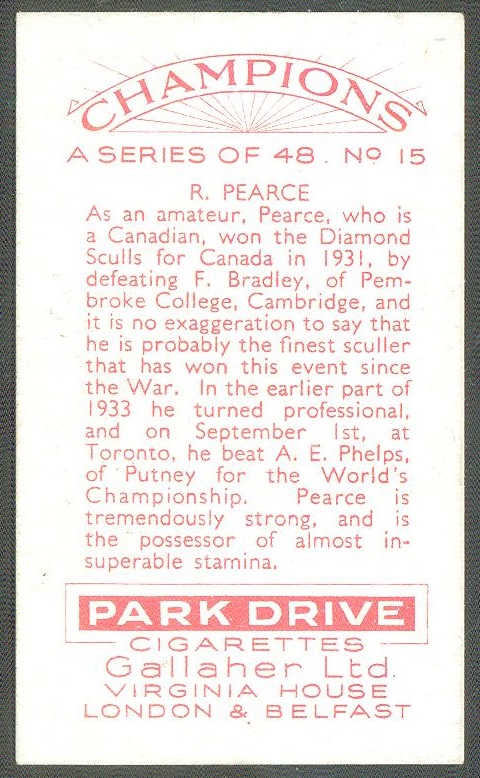 CHAMPIONS
A SERIES OF 48. No 15
R. PEARCE
As an amateur, Pearce, who is
a Canadian, won the Diamond
Sculls for Canada in 1931, by
defeating F. Bradley, of Pem-
broke College, Cambridge, and
it is no exaggeration to say that
he is probably the finest sculler
that has won this event since
the War. In the earlier part of
1933 he turned professional,
and on September 1st, at
Toronto, he beat A. E. Phelps,
of Putney for the World's
Championship. Pearce is
tremendously strong, and is
the possessor of almost in-
superable stamina.
PARK DRIVE
CIGARETTES
Gallaher Ltd.
VIRGINIA HOUSE
LONDON & BELFAST